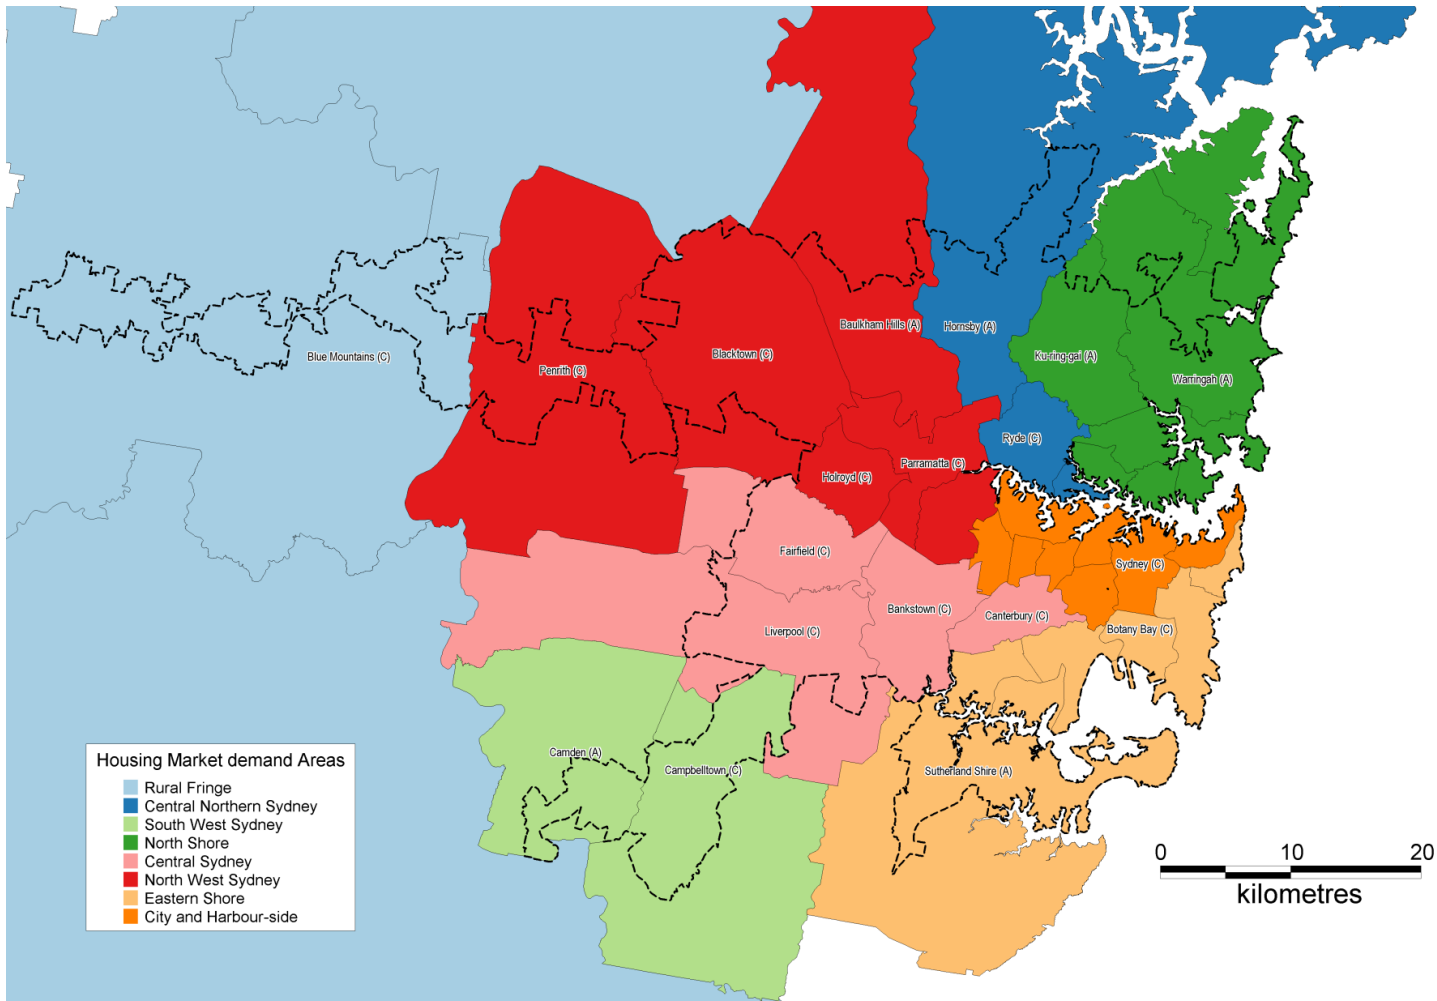 Baulkham Hills (A)
Hornsby (A)
Blue Mountains (C)
Blacktown (C)
Ku-ring-gai (A)
Penrith (C)
Warringah (A)
Ryde (C)
Parramatta (C)
Holroyd (C)
Fairfield (C)
Sydney (C)
Bankstown (C)
Canterbury (C)
Liverpool (C)
Botany Bay (C)
Camden (A)
Campbelltown (C)
Sutherland Shire (A)
Housing Market demand Areas
Rural Fringe
Central Northern Sydney
South West Sydney
North Shore
Central Sydney
North West Sydney
Eastern Shore
City and Harbour-side
0 10 20
kilometres